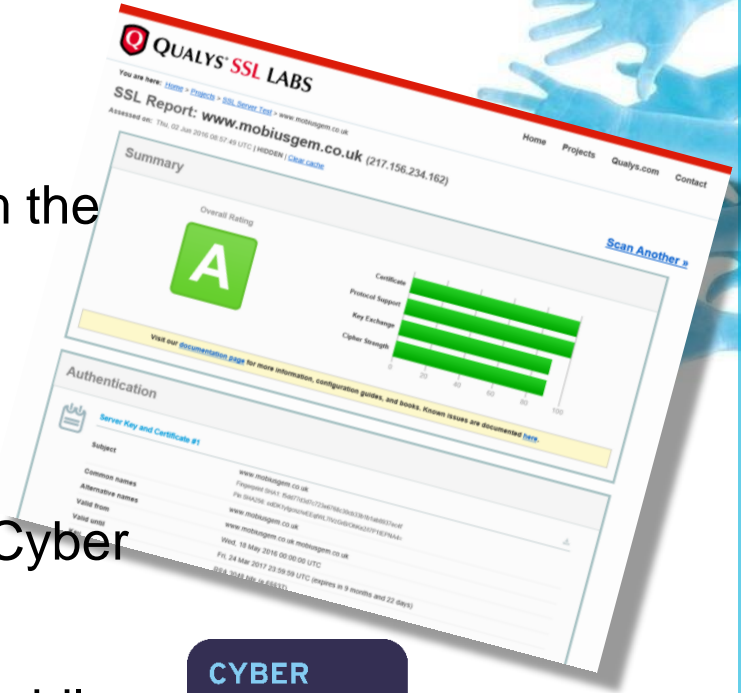 QUALYS' SSL LABS
Home Projects Qualys.com Contact
You are here: Home > Projects > SSL Server Test > www.mobiusgem.co.uk
SSL Report: www.mobiusgem.co.uk (217.156.234.162)
Assessed on: Thu, 02 Jun 2016 08:57:49 UTC | HIDDEN | Clear cache
Scan Another »
Summary
Overall Rating
A
Certificate
Protocol Support
Key Exchange
Cipher Strength
0 20 40 60 80 100
Visit our documentation page for more information, configuration guides, and books. Known issues are documented here.
Authentication
Server Key and Certificate #1
Subject
www.mobiusgem.co.uk
Common names
www.mobiusgem.co.uk
Alternative names
www.mobiusgem.co.uk mobiusgem.co.uk
Valid from
Wed, 18 May 2016 00:00:00 UTC
Valid until
Fri, 24 Mar 2017 23:59:59 UTC (expires in 9 months and 22 days)
the
Cyber
CYBER